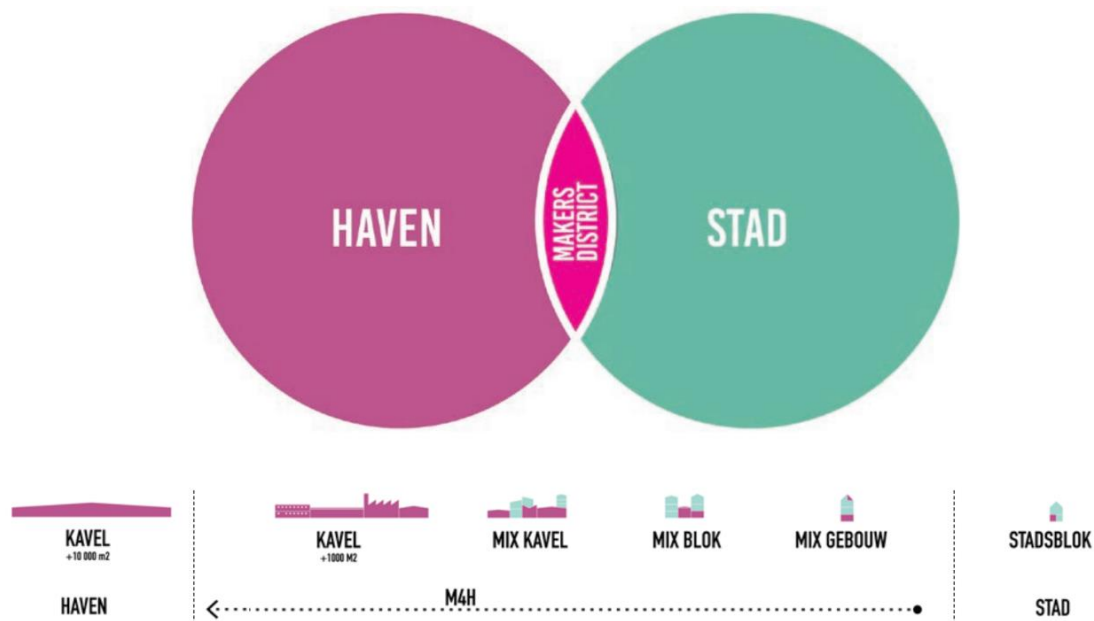 HAVEN
MAKERS
DISTRICT
STAD
KAVEL
+10 000 m2
KAVEL
+1000 M2
MIX KAVEL
MIX BLOK
MIX GEBOUW
STADSBLOK
HAVEN
M4H
STAD